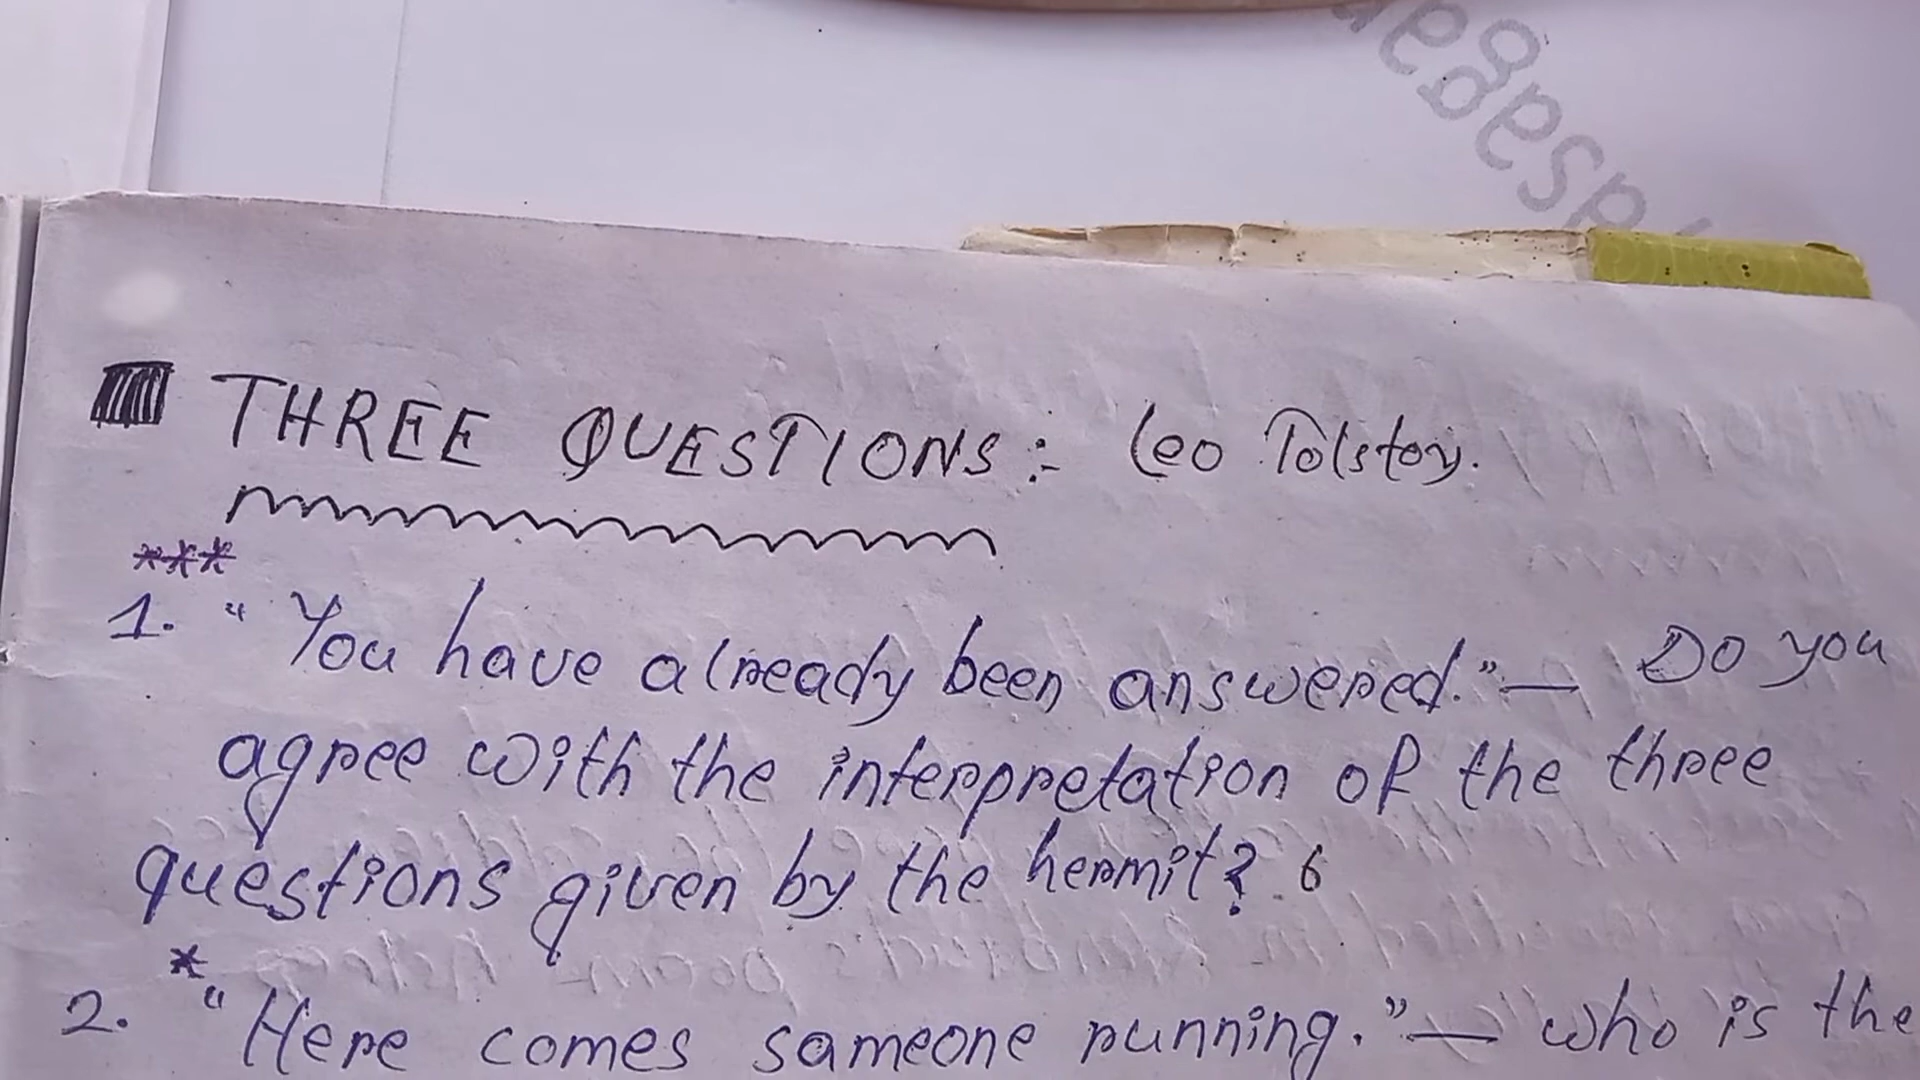 THREE QUESTIONS:- Leo Tolstoy.
***
1. "You have already been answered."— Do you
agree with the interpretation of the three
questions given by the hermit? 6
*
2. "Here comes someone running."— who is the